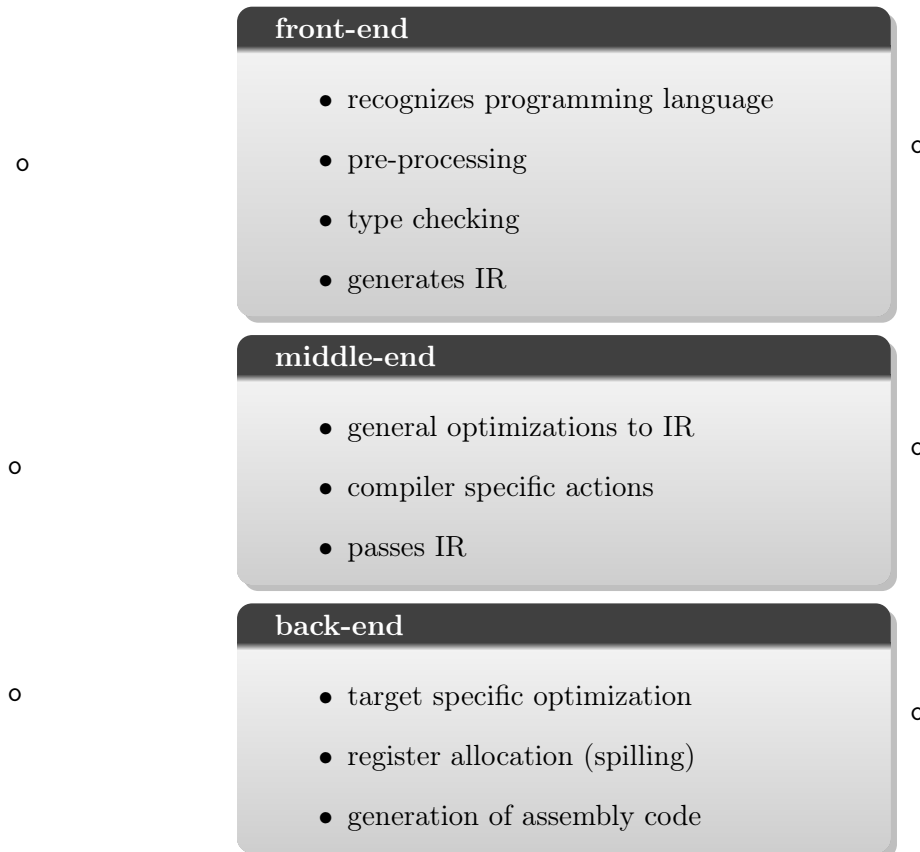 front-end
• recognizes programming language
o
o
• pre-processing
• type checking
• generates IR
middle-end
• general optimizations to IR
o
o
• compiler specific actions
• passes IR
back-end
o
• target specific optimization
o
• register allocation (spilling)
• generation of assembly code